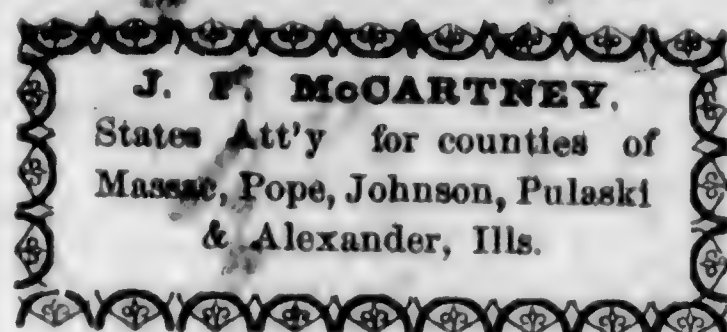 J. F. McCARTNEY,
States Att'y for counties of
Massac, Pope, Johnson, Pulaski
& Alexander, Ills.